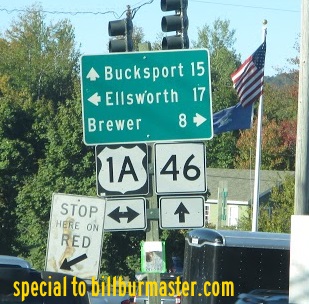 Bucksport 15
Ellsworth 17
Brewer 8
1A
46
STOP
HERE ON
RED
special to billburmaster.com